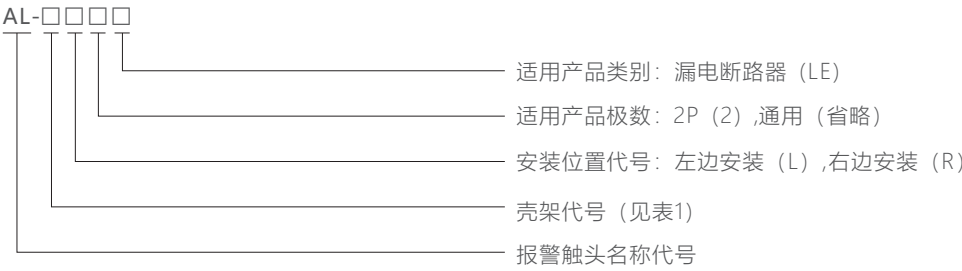 AL-□□□□
适用产品类别：漏电断路器（LE）
适用产品极数：2P（2）,通用（省略）
安装位置代号：左边安装（L）,右边安装（R）
壳架代号（见表1）
报警触头名称代号